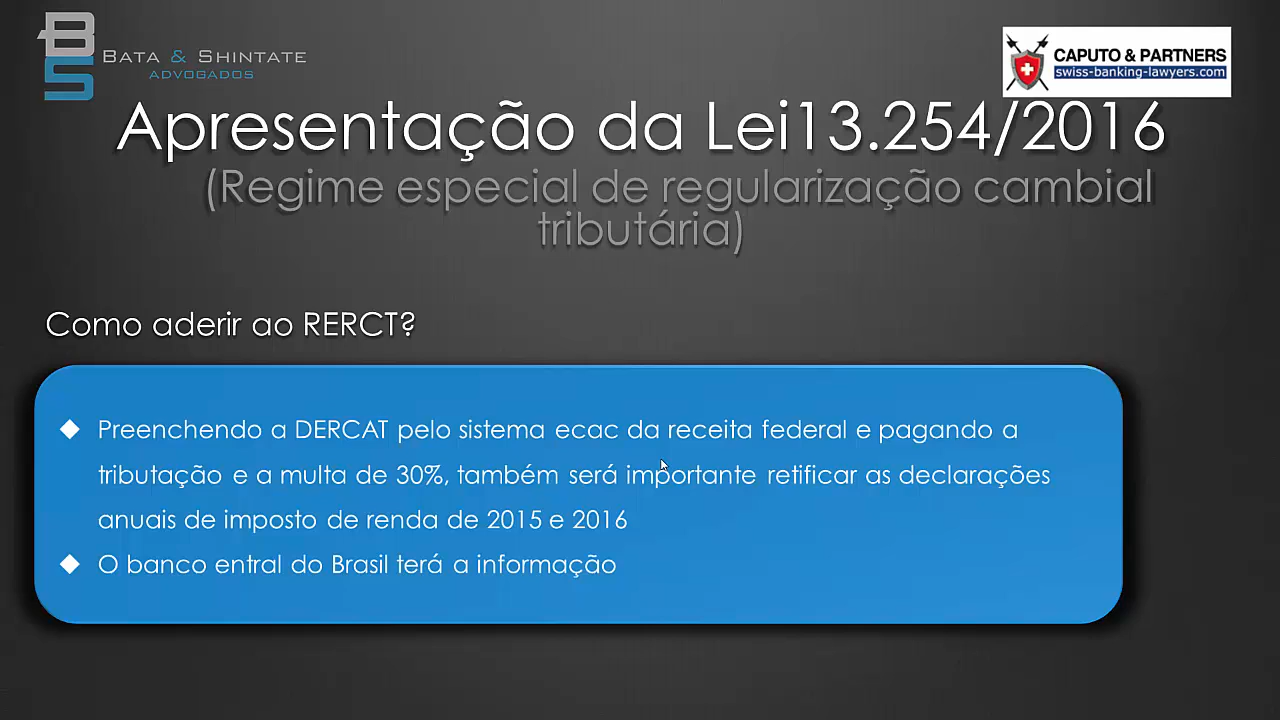 BS
BATA & SHINTATE
ADVOGADOS
CAPUTO & PARTNERS
swiss-banking-lawyers.com
Apresentação da Lei13.254/2016
(Regime especial de regularização cambial
tributária)
Como aderir ao RERCT?
Preenchendo a DERCAT pelo sistema ecac da receita federal e pagando a
tributação e a multa de 30%, também será importante retificar as declarações
anuais de imposto de renda de 2015 e 2016
O banco entral do Brasil terá a informação